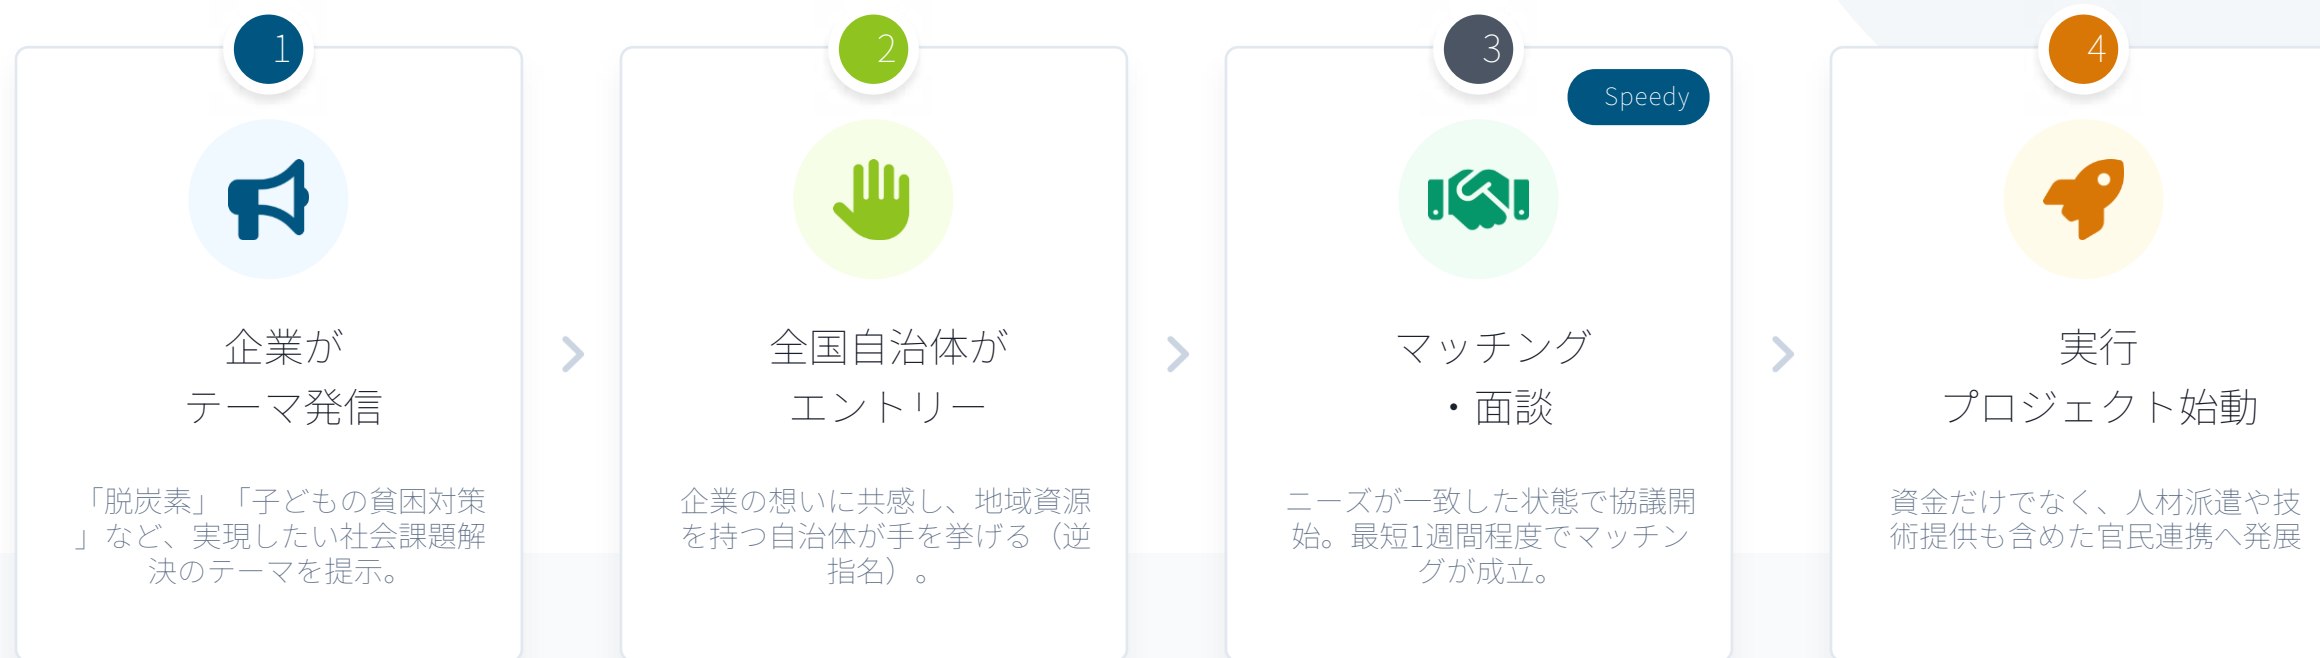 1
企業が
テーマ発信
「脱炭素」「子どもの貧困対策
」など、実現したい社会課題解
決のテーマを提示。
2
全国自治体が
エントリー
企業の想いに共感し、地域資源
を持つ自治体が手を挙げる（逆
指名）。
3
Speedy
マッチング
・面談
ニーズが一致した状態で協議開
始。最短1週間程度でマッチン
グが成立。
4
実行
プロジェクト始動
資金だけでなく、人材派遣や技
術提供も含めた官民連携へ発展